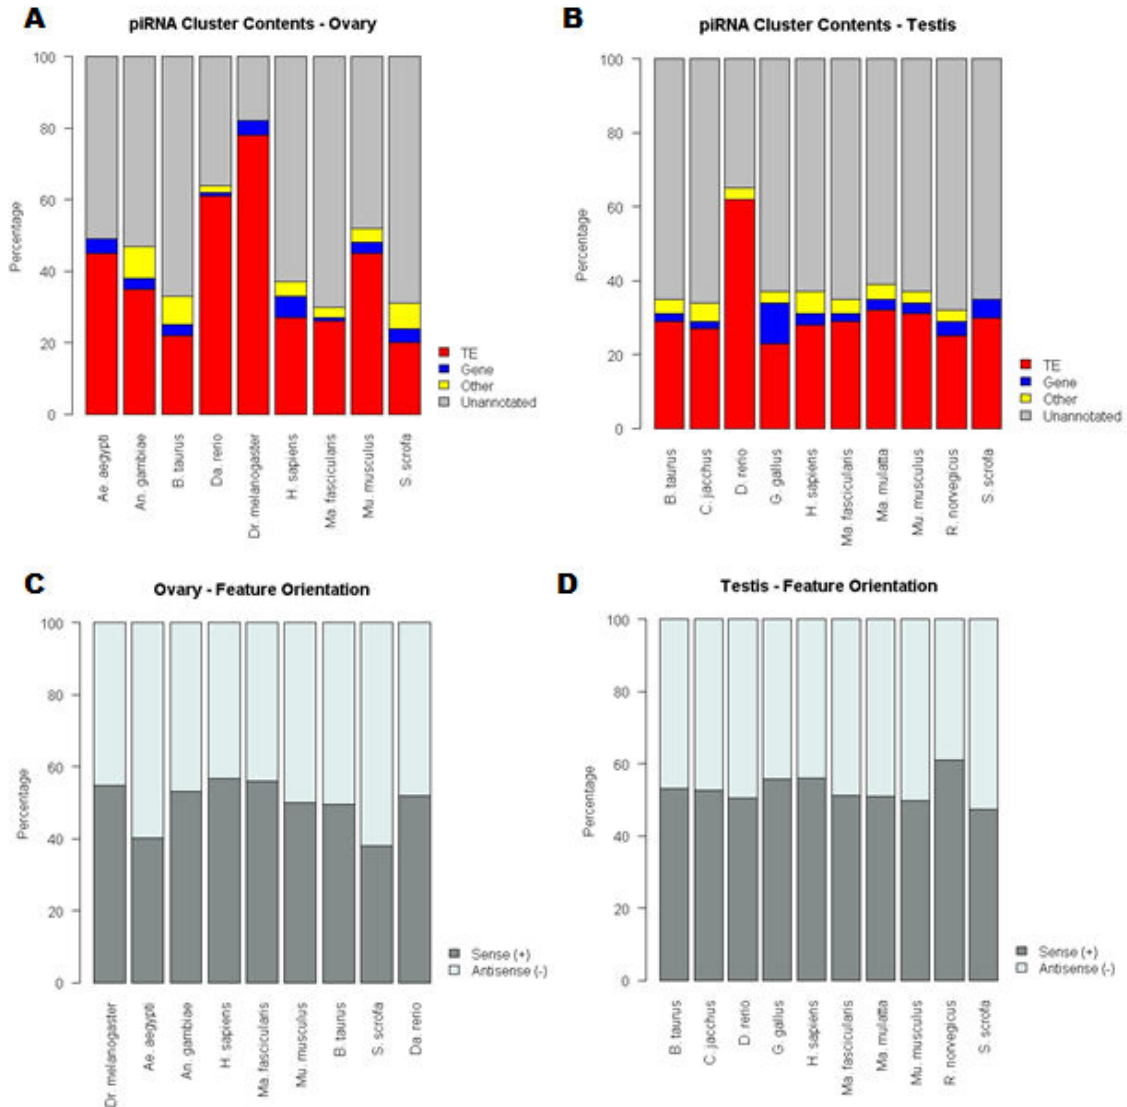 A
piRNA Cluster Contents - Ovary
Percentage
100
80
60
40
20
0
TE
Gene
Other
Unannotated
Ae. aegypti
An. gambiae
B. taurus
Da. rerio
Dr. melanogaster
H. sapiens
Ma. fascicularis
Mu. musculus
S. scrofa
B
piRNA Cluster Contents - Testis
Percentage
100
80
60
40
20
0
TE
Gene
Other
Unannotated
B. taurus
C. jacchus
D. rerio
G. gallus
H. sapiens
Ma. fascicularis
Ma. mulatta
Mu. musculus
R. norvegicus
S. scrofa
C
Ovary - Feature Orientation
Percentage
100
80
60
40
20
0
Sense (+)
Antisense (-)
Dr. melanogaster
Ae. aegypti
An. gambiae
H. sapiens
Ma. fascicularis
Mu. musculus
B. taurus
S. scrofa
Da. rerio
D
Testis - Feature Orientation
Percentage
100
80
60
40
20
0
Sense (+)
Antisense (-)
B. taurus
C. jacchus
D. rerio
G. gallus
H. sapiens
Ma. fascicularis
Ma. mulatta
Mu. musculus
R. norvegicus
S. scrofa